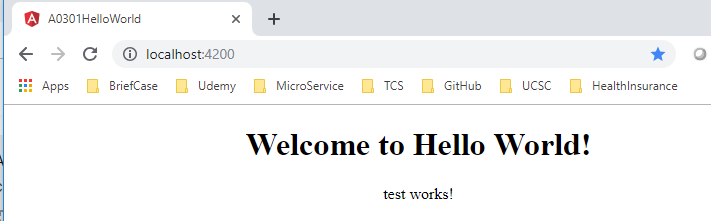 A0301HelloWorld
localhost:4200
Apps BriefCase Udemy MicroService TCS GitHub UCSC HealthInsurance
Welcome to Hello World!
test works!